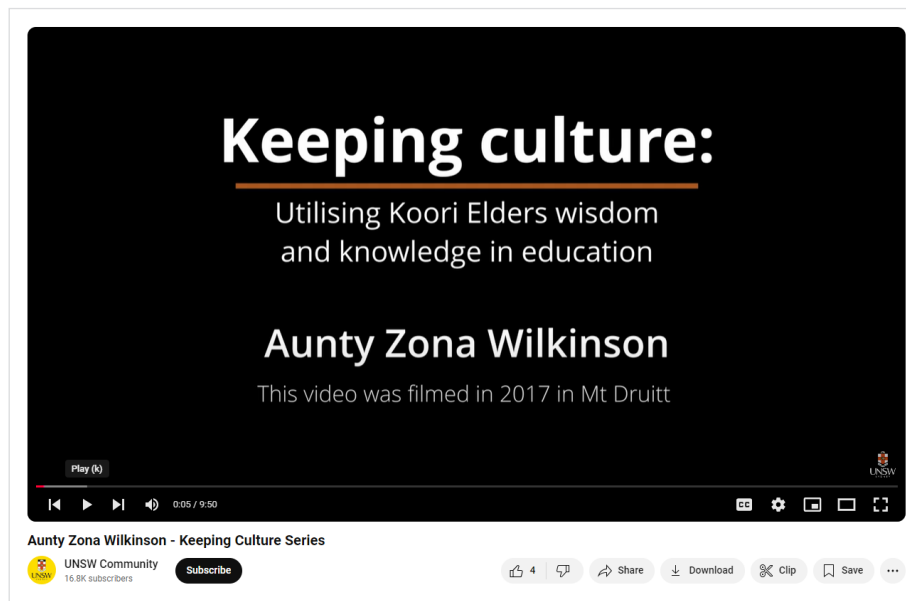 Keeping culture:
Utilising Koori Elders wisdom
and knowledge in education
Aunty Zona Wilkinson
This video was filmed in 2017 in Mt Druitt
UNSW
Play (k)
0:05 / 9:50
CC
Aunty Zona Wilkinson - Keeping Culture Series
UNSW
UNSW Community
16.8K subscribers
Subscribe
4
Share
Download
Clip
Save